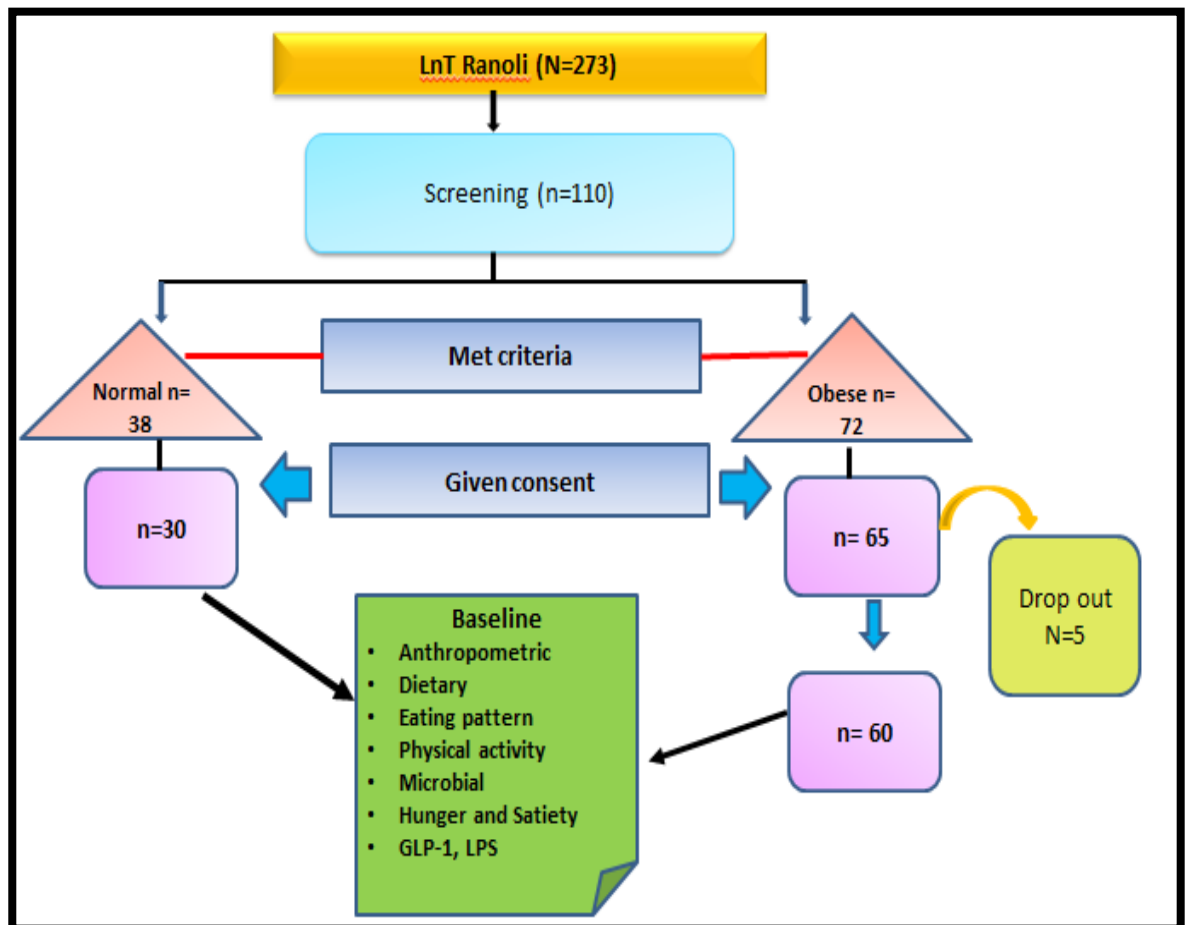 LnT Ranoli (N=273)
Screening (n=110)
Met criteria
Normal n=
38
Obese n=
72
Given consent
n=30
n= 65
Drop out
N=5
n= 60
Baseline
• Anthropometric
• Dietary
• Eating pattern
• Physical activity
• Microbial
• Hunger and Satiety
• GLP-1, LPS